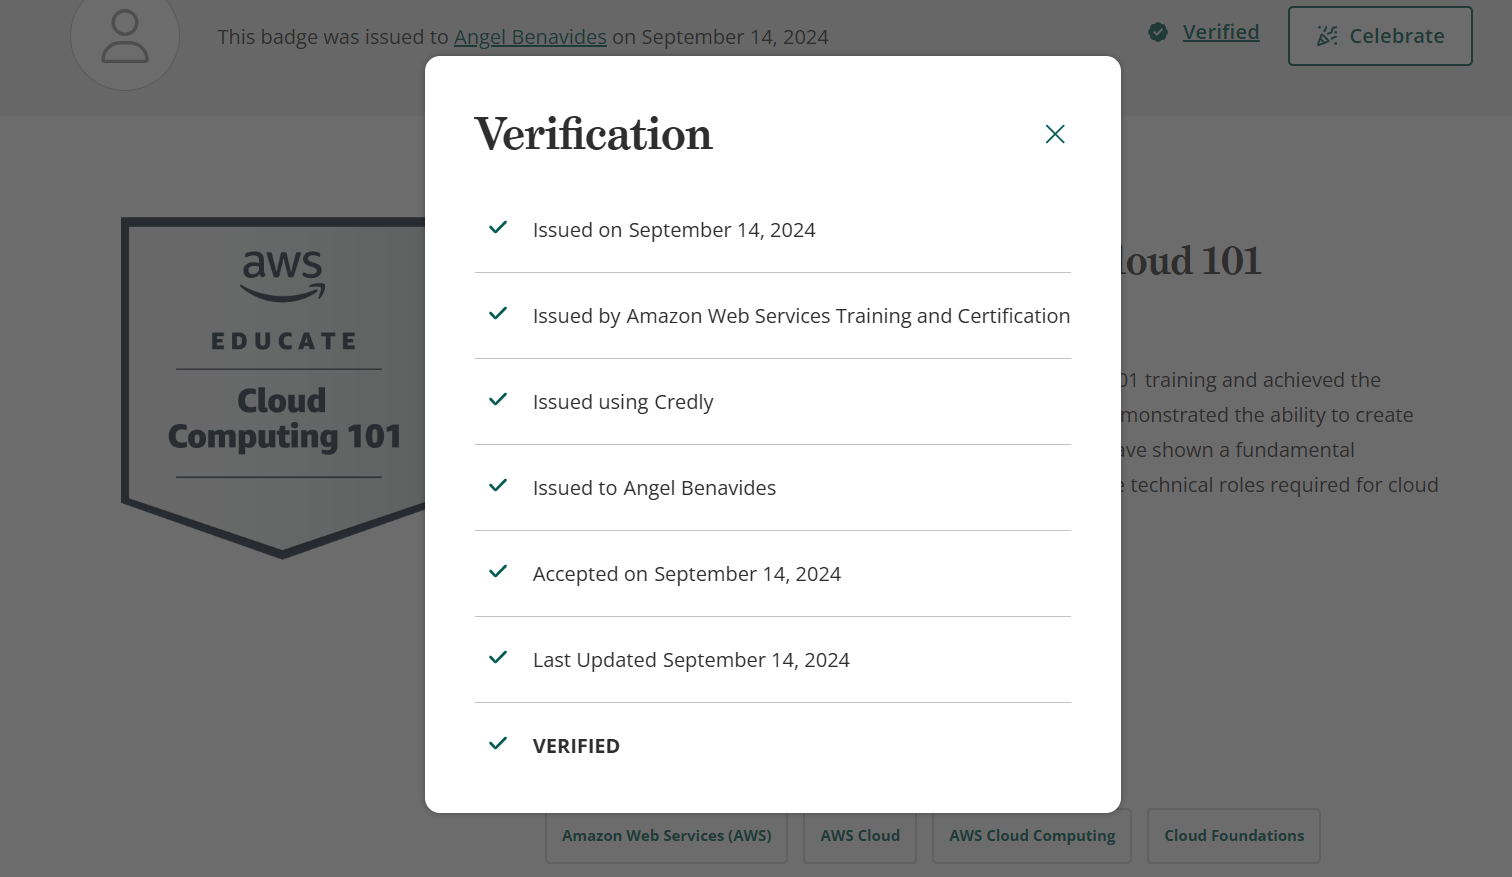 This badge was issued to Angel Benavides on September 14, 2024
Verified
Celebrate
Verification
Issued on September 14, 2024
Issued by Amazon Web Services Training and Certification
Issued using Credly
Issued to Angel Benavides
Accepted on September 14, 2024
Last Updated September 14, 2024
VERIFIED
aws
EDUCATE
Cloud
Computing 101
101
training and achieved the
the ability to create
shown a fundamental
technical roles required for cloud
Amazon Web Services (AWS)
AWS Cloud
AWS Cloud Computing
Cloud Foundations